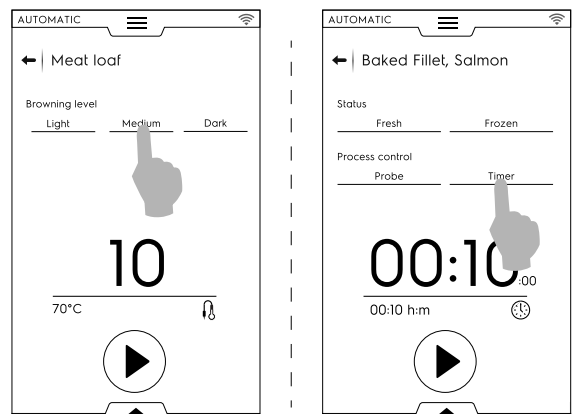 AUTOMATIC
Meat loaf
Browning level
Light Medium Dark
10
70°C
AUTOMATIC
Baked Fillet, Salmon
Status
Fresh Frozen
Process control
Probe Timer
00:10:00
00:10 h:m